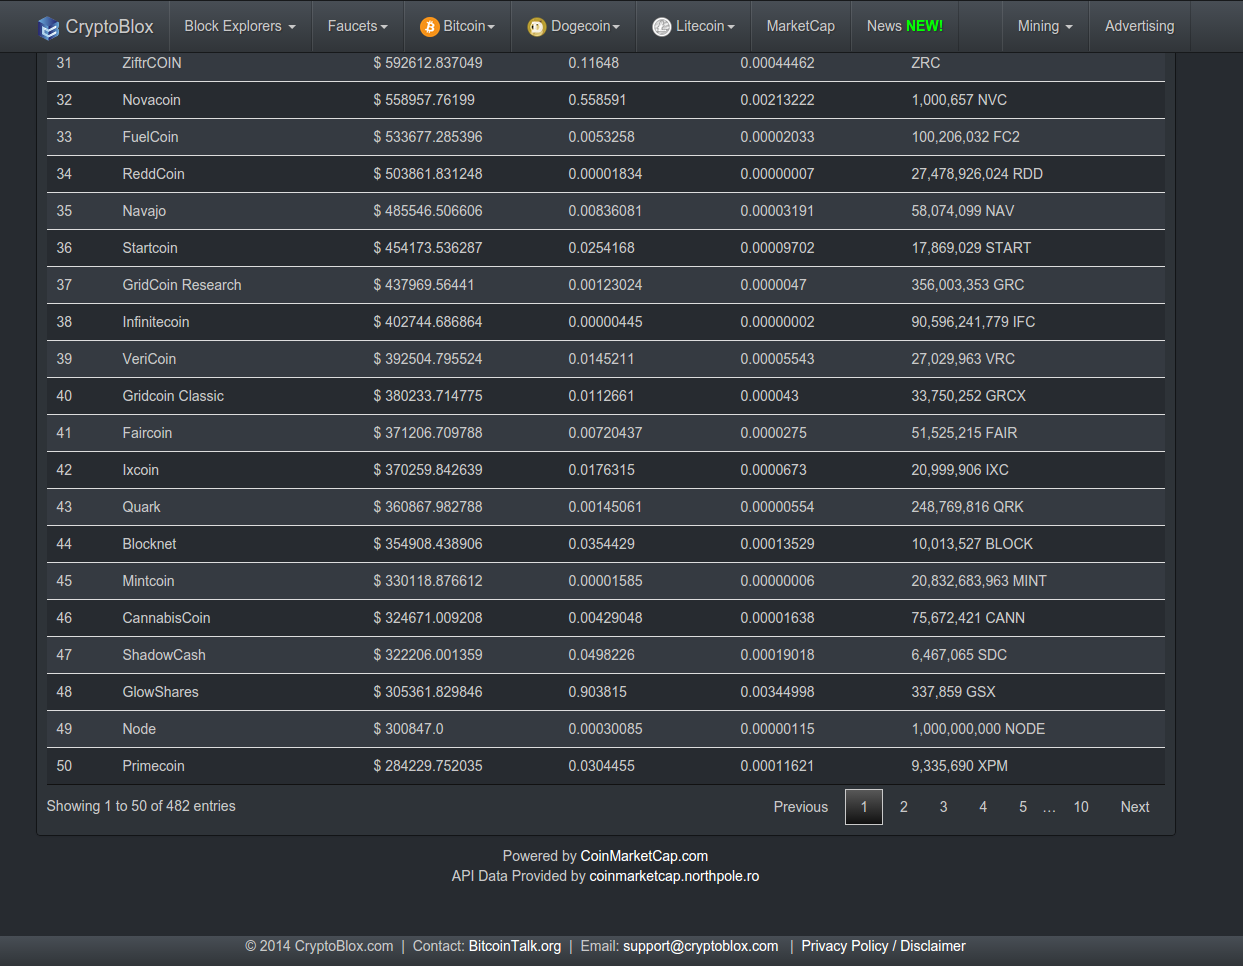 CryptoBlox Block Explorers Faucets Bitcoin Dogecoin Litecoin MarketCap News NEW! Mining Advertising
31 ZiftrCOIN $ 592612.837049 0.11648 0.00044462 ZRC
32 Novacoin $ 558957.76199 0.558591 0.00213222 1,000,657 NVC
33 FuelCoin $ 533677.285396 0.0053258 0.00002033 100,206,032 FC2
34 ReddCoin $ 503861.831248 0.00001834 0.00000007 27,478,926,024 RDD
35 Navajo $ 485546.506606 0.00836081 0.00003191 58,074,099 NAV
36 Startcoin $ 454173.536287 0.0254168 0.00009702 17,869,029 START
37 GridCoin Research $ 437969.56441 0.00123024 0.0000047 356,003,353 GRC
38 Infinitecoin $ 402744.686864 0.00000445 0.00000002 90,596,241,779 IFC
39 VeriCoin $ 392504.795524 0.0145211 0.00005543 27,029,963 VRC
40 Gridcoin Classic $ 380233.714775 0.0112661 0.000043 33,750,252 GRCX
41 Faircoin $ 371206.709788 0.00720437 0.0000275 51,525,215 FAIR
42 Ixcoin $ 370259.842639 0.0176315 0.0000673 20,999,906 IXC
43 Quark $ 360867.982788 0.00145061 0.00000554 248,769,816 QRK
44 Blocknet $ 354908.438906 0.0354429 0.00013529 10,013,527 BLOCK
45 Mintcoin $ 330118.876612 0.00001585 0.00000006 20,832,683,963 MINT
46 CannabisCoin $ 324671.009208 0.00429048 0.00001638 75,672,421 CANN
47 ShadowCash $ 322206.001359 0.0498226 0.00019018 6,467,065 SDC
48 GlowShares $ 305361.829846 0.903815 0.00344998 337,859 GSX
49 Node $ 300847.0 0.00030085 0.00000115 1,000,000,000 NODE
50 Primecoin $ 284229.752035 0.0304455 0.00011621 9,335,690 XPM
Showing 1 to 50 of 482 entries Previous 1 2 3 4 5 … 10 Next
Powered by CoinMarketCap.com
API Data Provided by coinmarketcap.northpole.ro
© 2014 CryptoBlox.com | Contact: BitcoinTalk.org | Email: support@cryptoblox.com | Privacy Policy / Disclaimer